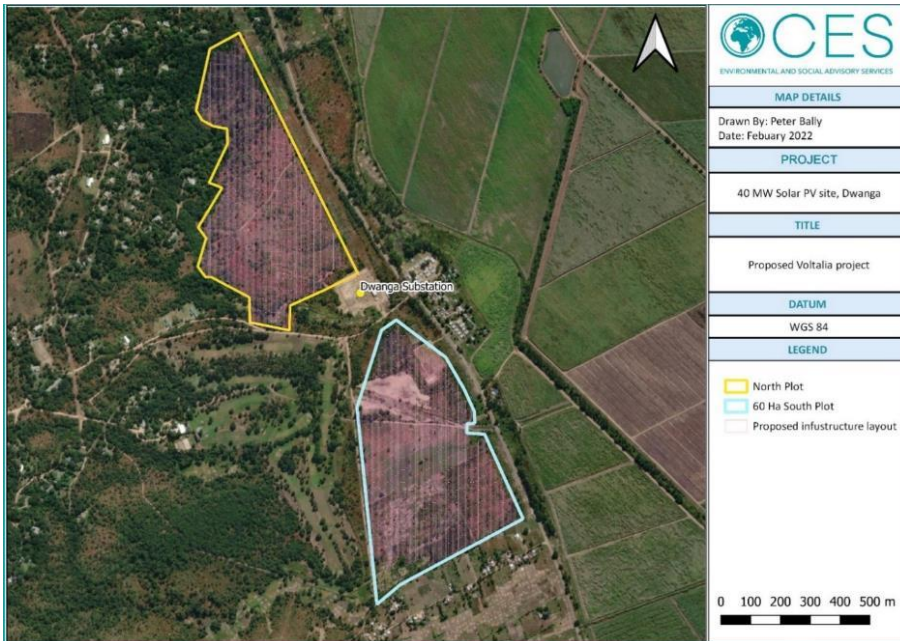 Dwanga Substation
CES
ENVIRONMENTAL AND SOCIAL ADVISORY SERVICES
MAP DETAILS
Drawn By: Peter Bally
Date: Febuary 2022
PROJECT
40 MW Solar PV site, Dwanga
TITLE
Proposed Voltalia project
DATUM
WGS 84
LEGEND
North Plot
60 Ha South Plot
Proposed infustructure layout
0 100 200 300 400 500 m